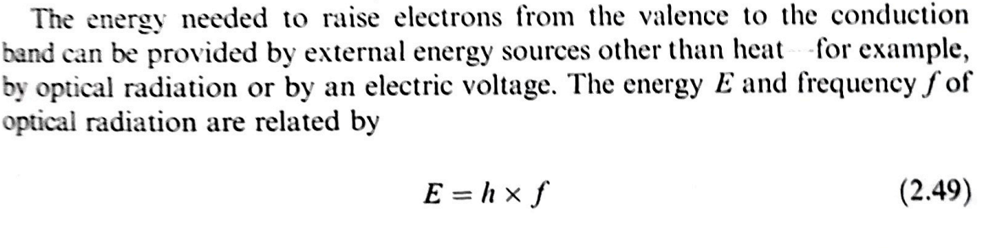 The energy needed to raise electrons from the valence to the conduction
band can be provided by external energy sources other than heat—for example,
by optical radiation or by an electric voltage. The energy E and frequency f of
optical radiation are related by
E = h × f (2.49)